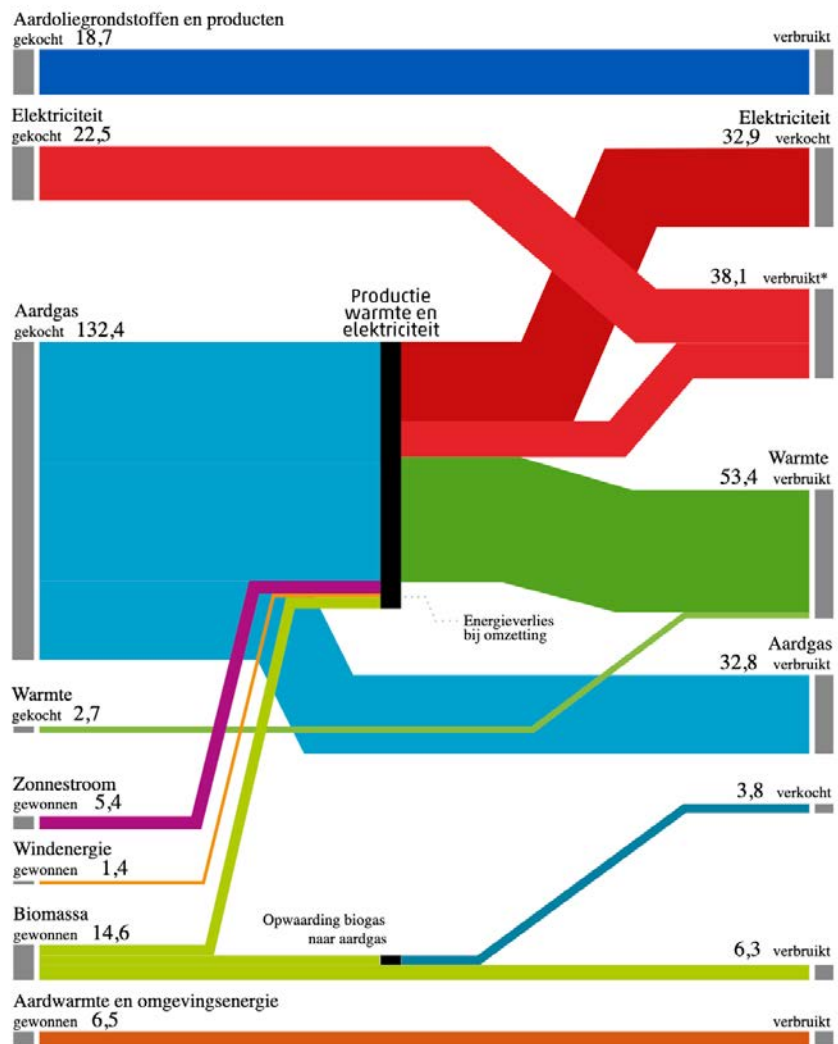 Aardoliegrondstoffen en producten
gekocht 18,7 verbruikt
Elektriciteit
gekocht 22,5
Elektriciteit
32,9 verkocht
38,1 verbruikt*
Aardgas
gekocht 132,4
Productie
warmte en
elektriciteit
Warmte
53,4 verbruikt
Energieverlies
bij omzetting
Aardgas
32,8 verbruikt
Warmte
gekocht 2,7
Zonnestroom
gewonnen 5,4
3,8 verkocht
Windenergie
gewonnen 1,4
Biomassa
gewonnen 14,6
Opwaarding biogas
naar aardgas
6,3 verbruikt
Aardwarmte en omgevingsenergie
gewonnen 6,5 verbruikt